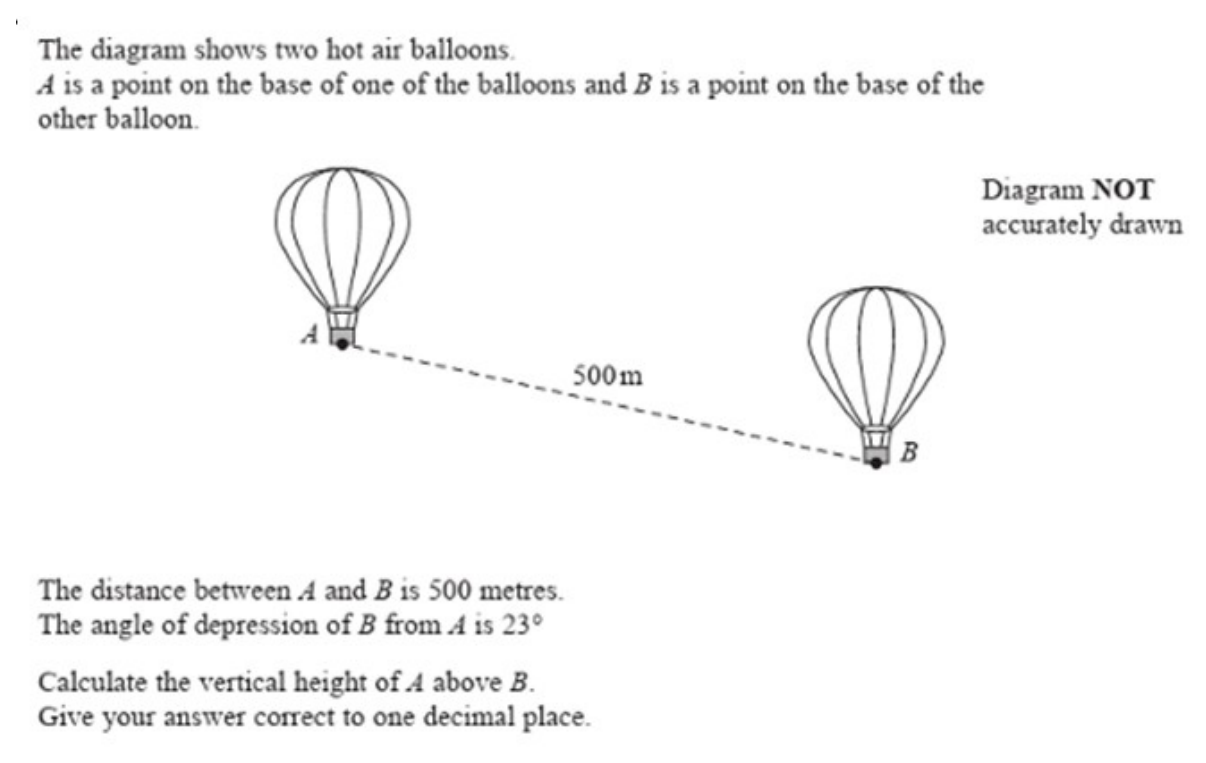 The diagram shows two hot air balloons.
A is a point on the base of one of the balloons and B is a point on the base of the
other balloon.
Diagram NOT
accurately drawn
A
500 m
B
The distance between A and B is 500 metres.
The angle of depression of B from A is 23°
Calculate the vertical height of A above B.
Give your answer correct to one decimal place.